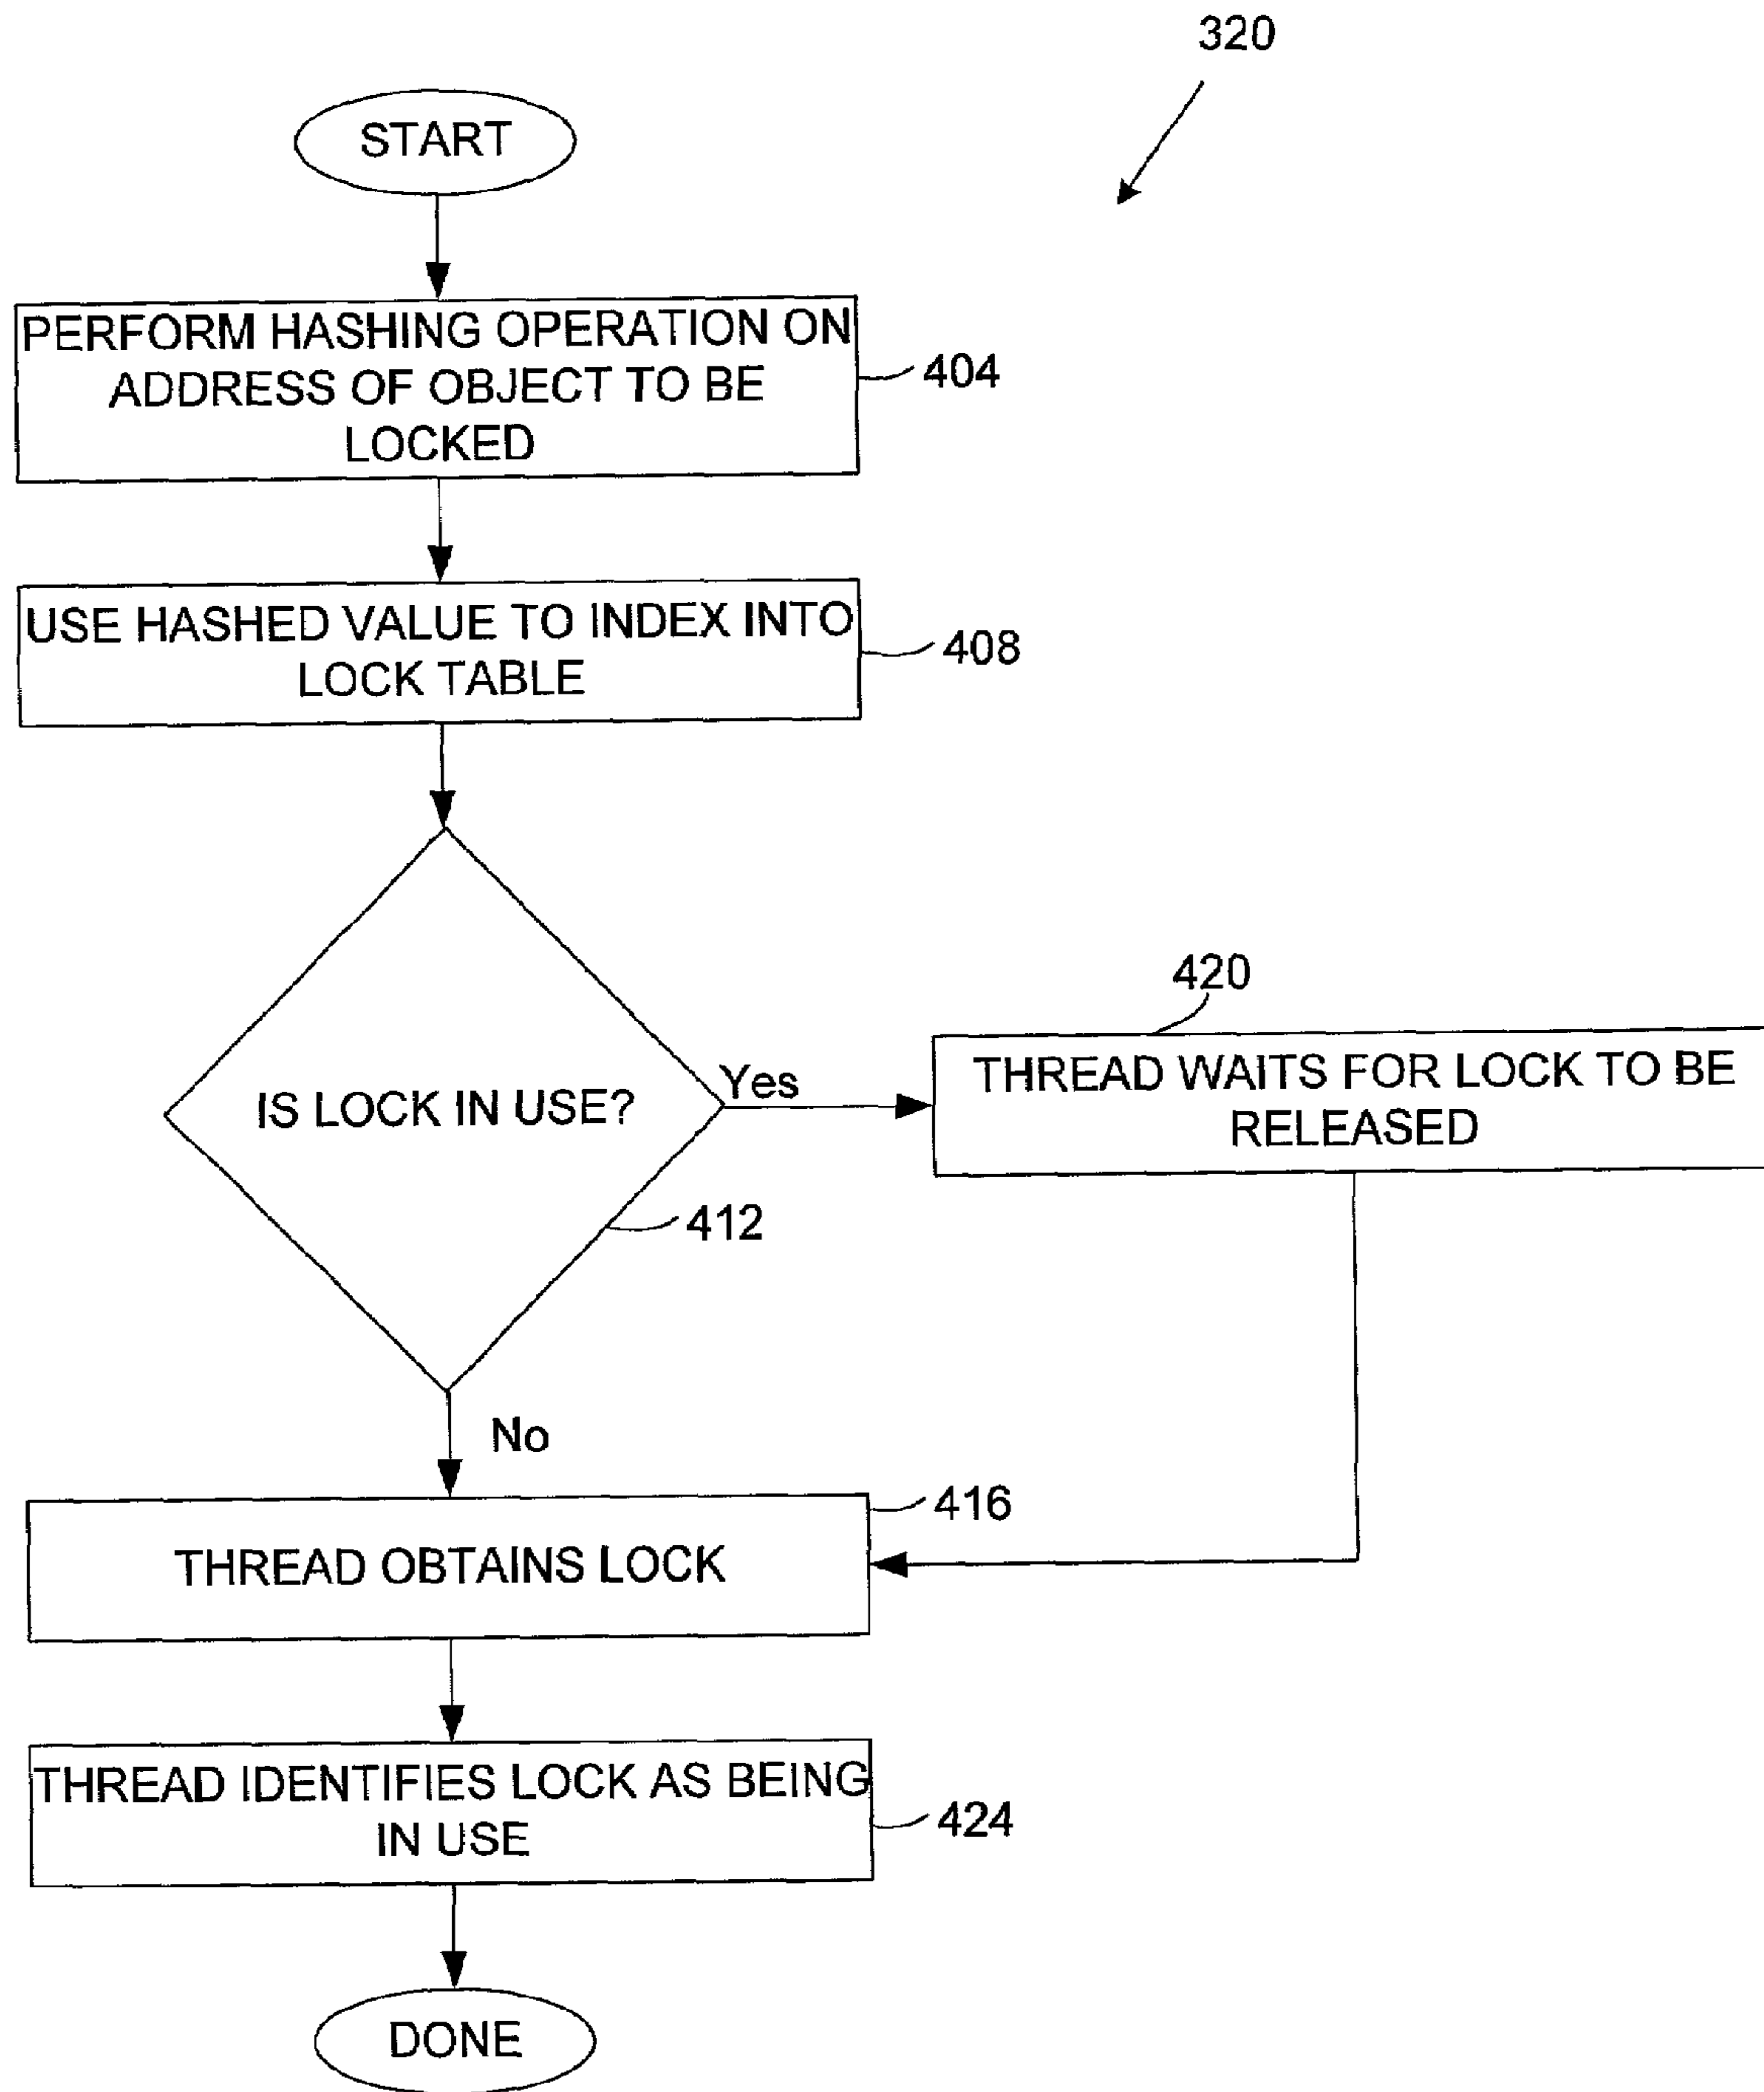 320
START
PERFORM HASHING OPERATION ON
ADDRESS OF OBJECT TO BE
LOCKED
404
USE HASHED VALUE TO INDEX INTO
LOCK TABLE
408
IS LOCK IN USE?
Yes
412
420
THREAD WAITS FOR LOCK TO BE
RELEASED
No
416
THREAD OBTAINS LOCK
THREAD IDENTIFIES LOCK AS BEING
IN USE
424
DONE